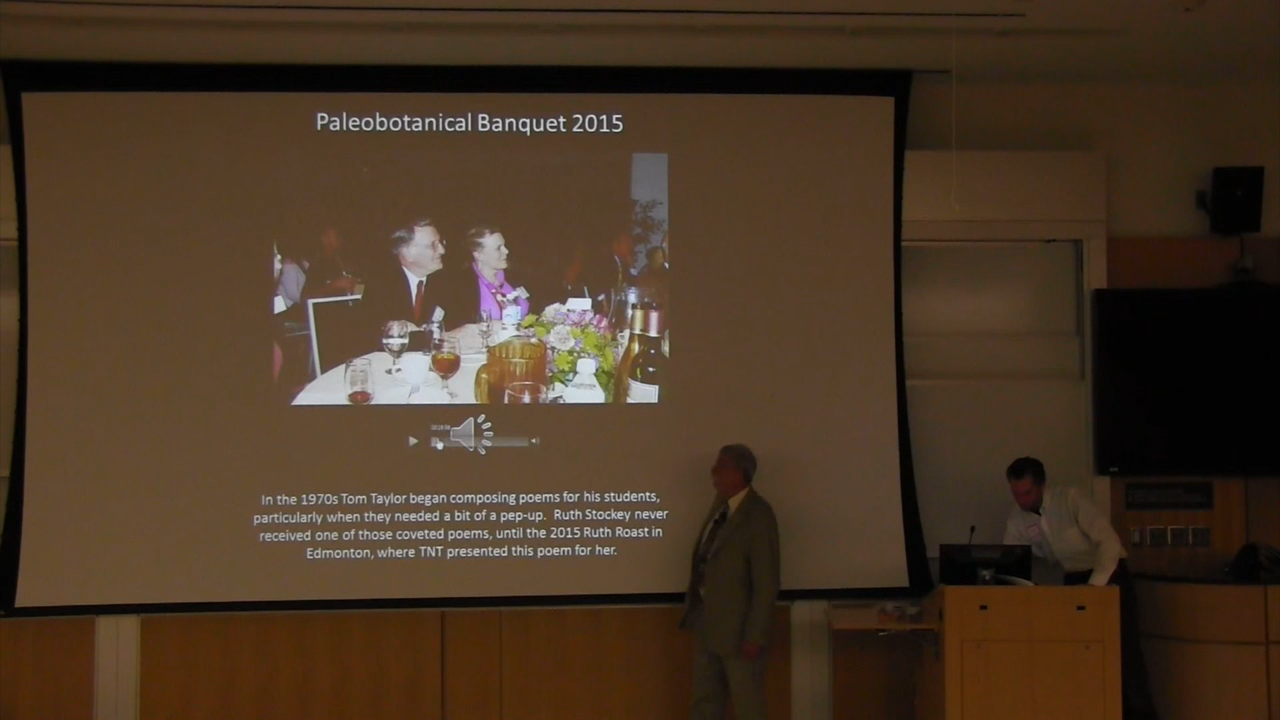 Paleobotanical Banquet 2015
In the 1970s Tom Taylor began composing poems for his students,
particularly when they needed a bit of a pep-up. Ruth Stockey never
received one of those coveted poems, until the 2015 Ruth Roast in
Edmonton, where TNT presented this poem for her.